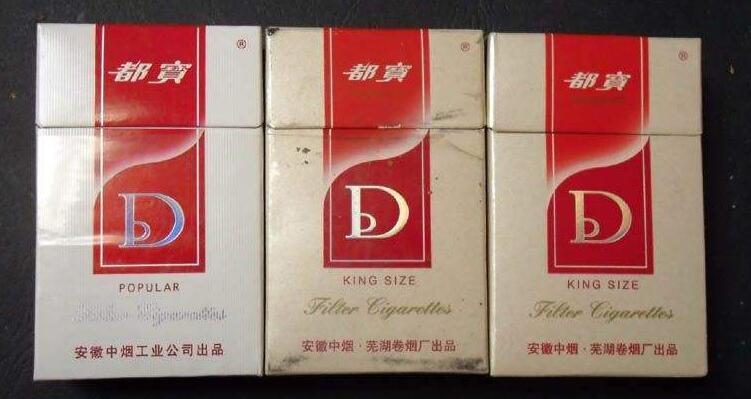 都寶
®
D
POPULAR
Filter Cigarettes
安徽中烟工业公司出品
都寶
®
D
KING SIZE
Filter Cigarettes
安徽中烟·芜湖卷烟厂出品
都寶
®
D
KING SIZE
Filter Cigarettes
安徽中烟·芜湖卷烟厂出品